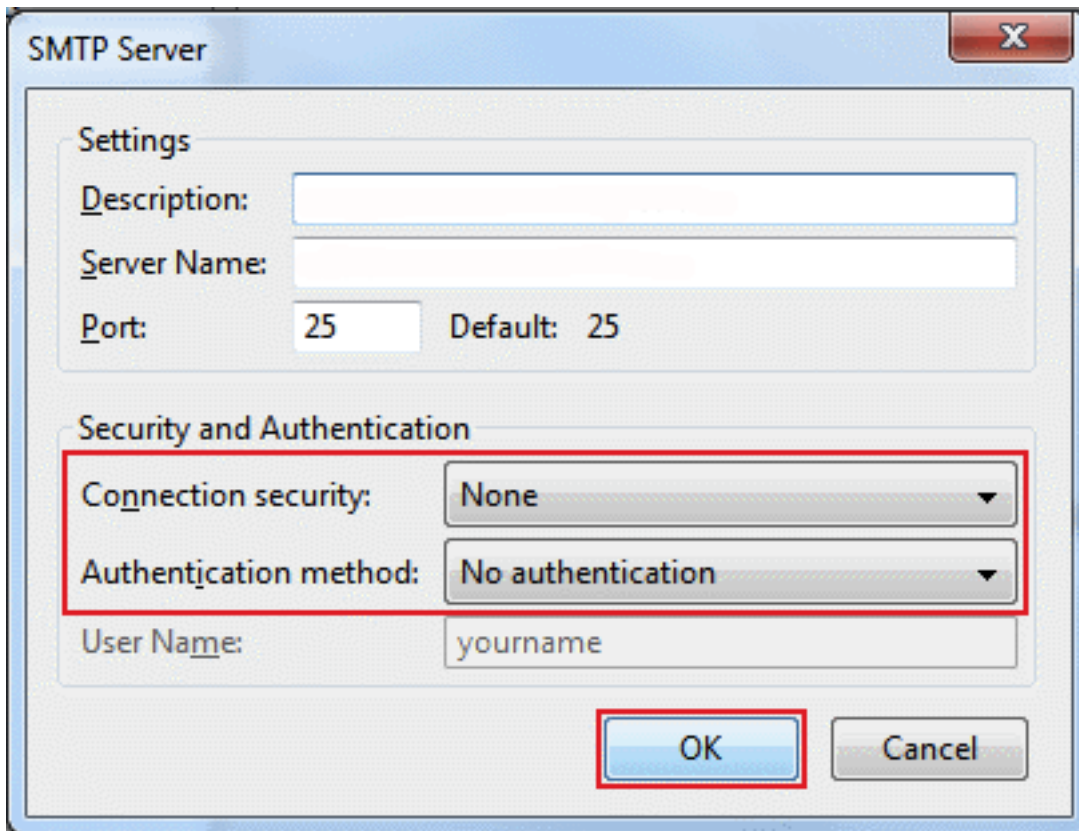 SMTP Server
Settings
Description:
Server Name:
Port: 25 Default: 25
Security and Authentication
Connection security: None
Authentication method: No authentication
User Name: yourname
OK Cancel